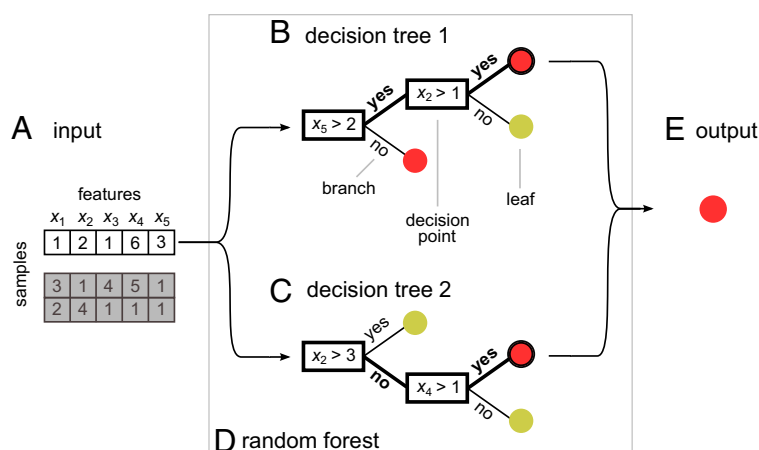 A input
features
x1 x2 x3 x4 x5
1 2 1 6 3
samples
3 1 4 5 1
2 4 1 1 1
B decision tree 1
x5 > 2
yes
no
x2 > 1
yes
no
branch
decision
point
leaf
C decision tree 2
x2 > 3
yes
no
x4 > 1
yes
no
D random forest
E output